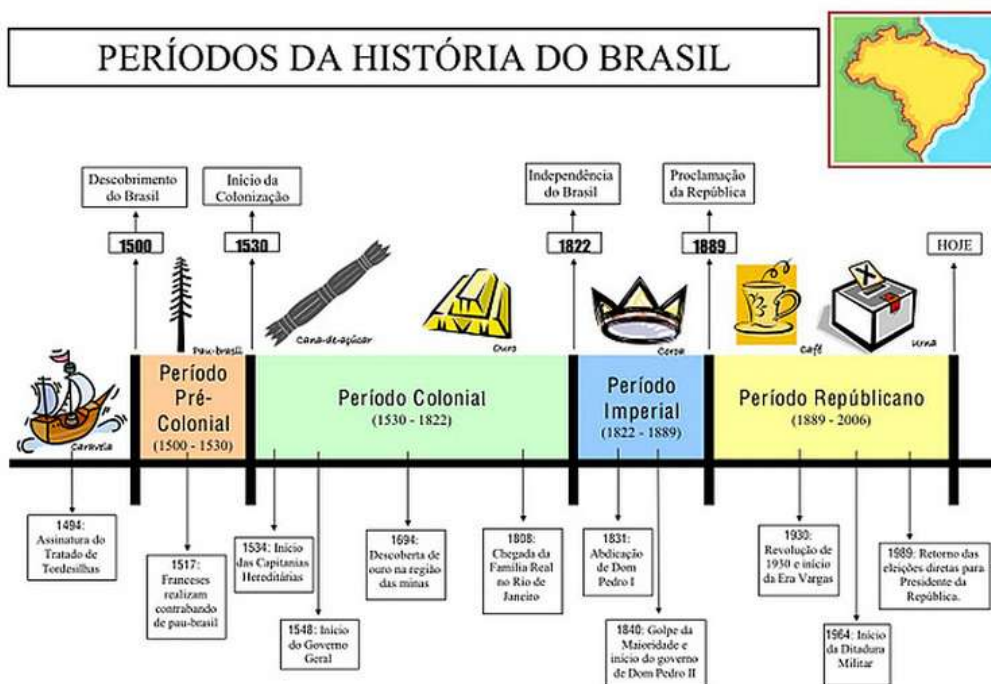 PERÍODOS DA HISTÓRIA DO BRASIL
Descobrimento
do Brasil
Início da
Colonização
Independência
do Brasil
Proclamação
da República
1500
1530
1822
1889
HOJE
Caravela
Pau-brasil
Cana-de-açúcar
Ouro
Coroa
Café
Urna
Período
Pré-
Colonial
(1500 - 1530)
Período Colonial
(1530 - 1822)
Período
Imperial
(1822 - 1889)
Período Repúblicano
(1889 - 2006)
1494:
Assinatura do
Tratado de
Tordesilhas
1517:
Franceses
realizam
contrabando
de pau-brasil
1534: Início
das Capitanias
Hereditárias
1548: Início
do Governo
Geral
1694:
Descoberta de
ouro na região
das minas
1808:
Chegada da
Família Real
no Rio de
Janeiro
1831:
Abdicação
de Dom
Pedro I
1840: Golpe da
Maioridade e
início do governo
de Dom Pedro II
1930:
Revolução de
1930 e início
da Era Vargas
1964: Início
da Ditadura
Militar
1989: Retorno das
eleições diretas para
Presidente da
República.